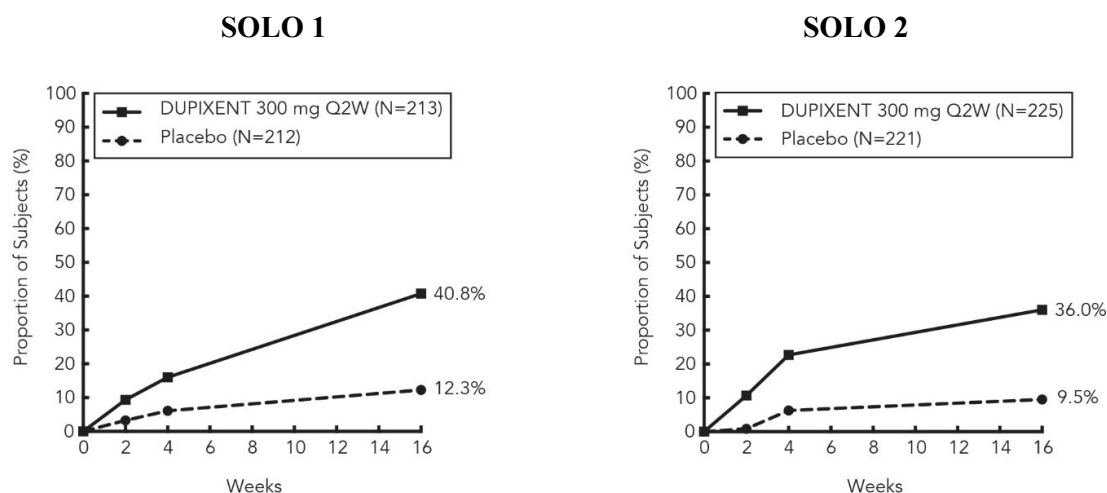 SOLO 1
100
90
80
70
60
50
40
30
20
10
0
Proportion of Subjects (%)
DUPIXENT 300 mg Q2W (N=213)
Placebo (N=212)
40.8%
12.3%
0 2 4 6 8 10 12 14 16
Weeks
SOLO 2
100
90
80
70
60
50
40
30
20
10
0
Proportion of Subjects (%)
DUPIXENT 300 mg Q2W (N=225)
Placebo (N=221)
36.0%
9.5%
0 2 4 6 8 10 12 14 16
Weeks